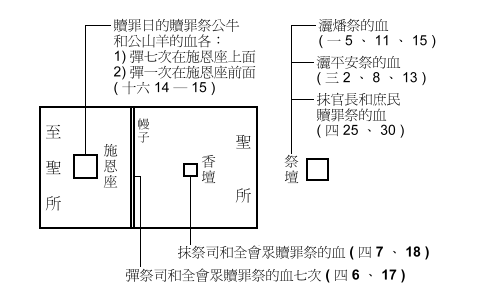 贖罪日的贖罪祭公牛
和公山羊的血各：
1) 彈七次在施恩座上面
2) 彈一次在施恩座前面
( 十六 14 — 15 )
灑燔祭的血
( 一 5 、 11 、 15 )
灑平安祭的血
( 三 2 、 8 、 13 )
抹官長和庶民
贖罪祭的血
( 四 25 、 30 )
至聖所
施恩座
幔子
香壇
聖所
祭壇
抹祭司和全會眾贖罪祭的血 ( 四 7 、 18 )
彈祭司和全會眾贖罪祭的血七次 ( 四 6 、 17 )